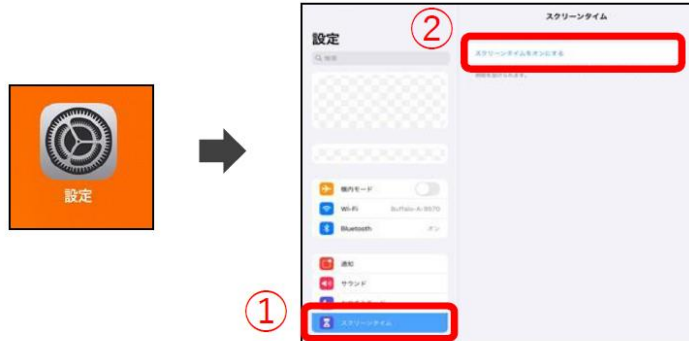 設定
①
②
スクリーンタイム
設定
検索
スクリーンタイムをオンにする
機内モード
Wi-Fi
Bluetooth
オン
通知
サウンド
スクリーンタイム